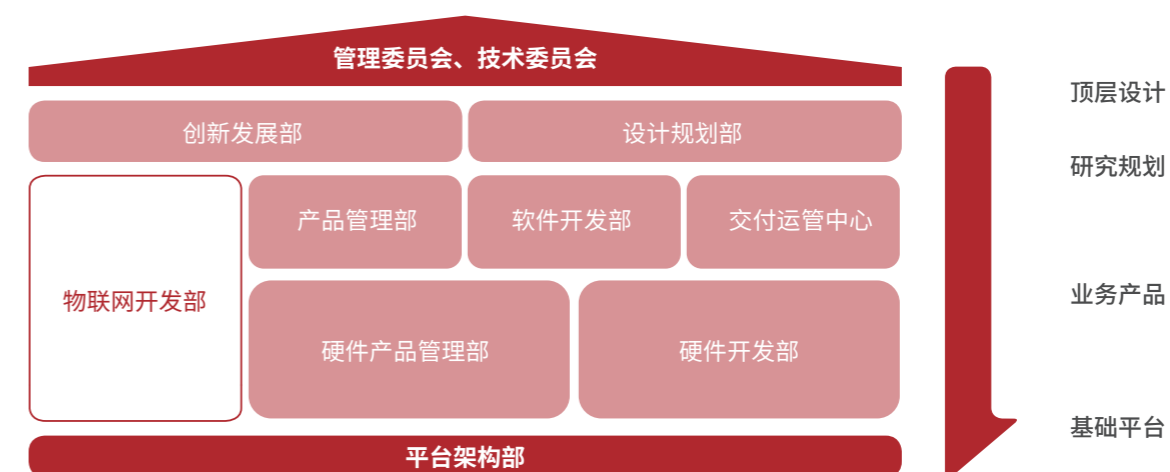 管理委员会、技术委员会
顶层设计
创新发展部
设计规划部
研究规划
产品管理部
软件开发部
交付运管中心
物联网开发部
业务产品
硬件产品管理部
硬件开发部
基础平台
平台架构部